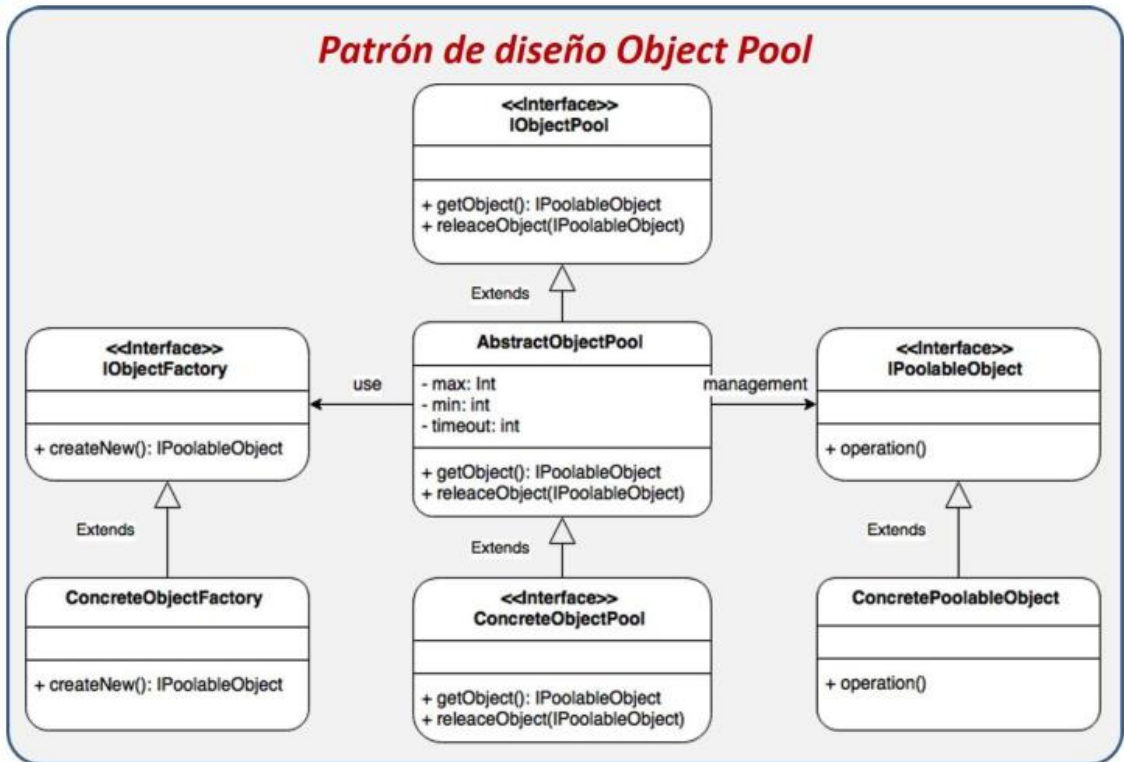 Patrón de diseño Object Pool
<<Interface>>
IObjectPool
+ getObject(): IPoolableObject
+ releaceObject(IPoolableObject)
Extends
<<Interface>>
IObjectFactory
+ createNew(): IPoolableObject
use
AbstractObjectPool
- max: Int
- min: int
- timeout: int
+ getObject(): IPoolableObject
+ releaceObject(IPoolableObject)
management
<<Interface>>
IPoolableObject
+ operation()
Extends
Extends
Extends
ConcreteObjectFactory
+ createNew(): IPoolableObject
<<Interface>>
ConcreteObjectPool
+ getObject(): IPoolableObject
+ releaceObject(IPoolableObject)
ConcretePoolableObject
+ operation()